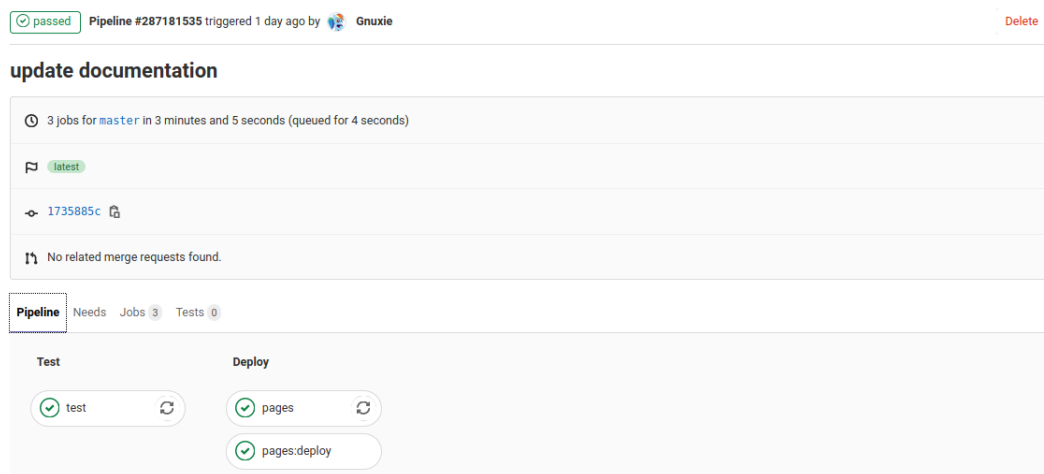 passed Pipeline #287181535 triggered 1 day ago by Gnuxie Delete
update documentation
3 jobs for master in 3 minutes and 5 seconds (queued for 4 seconds)
latest
1735885c
No related merge requests found.
Pipeline Needs Jobs 3 Tests 0
Test Deploy
test pages
pages:deploy